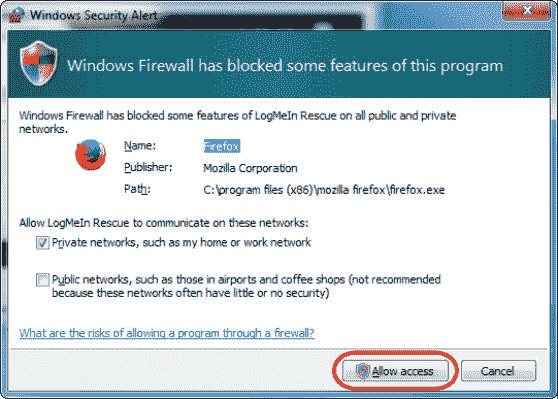 Windows Security Alert
Windows Firewall has blocked some features of this program
Windows Firewall has blocked some features of LogMeIn Rescue on all public and private
networks.
Name: Firefox
Publisher: Mozilla Corporation
Path: C:\program files (x86)\mozilla firefox\firefox.exe
Allow LogMeIn Rescue to communicate on these networks:
Private networks, such as my home or work network
Public networks, such as those in airports and coffee shops (not recommended
because these networks often have little or no security)
What are the risks of allowing a program through a firewall?
Allow access Cancel